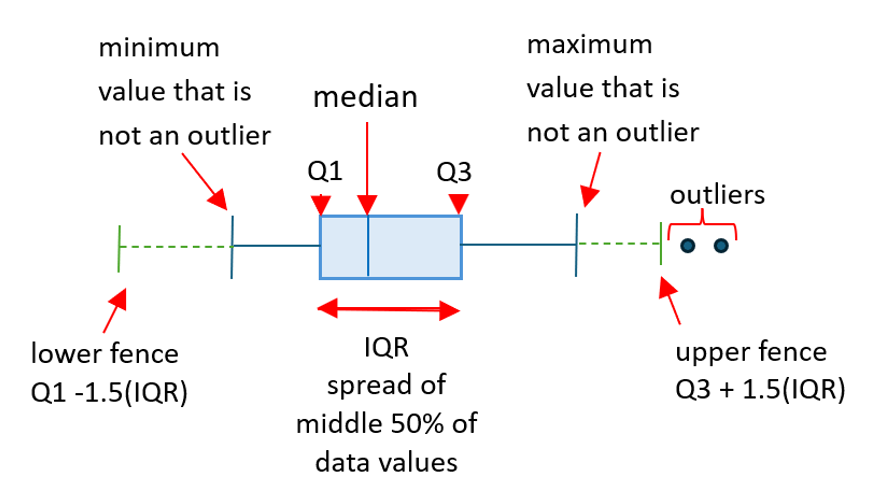 minimum
value that is
not an outlier
median
maximum
value that is
not an outlier
Q1
Q3
outliers
lower fence
Q1 -1.5(IQR)
IQR
spread of
middle 50% of
data values
upper fence
Q3 + 1.5(IQR)